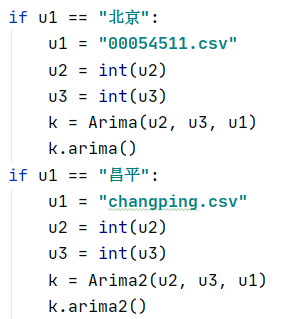 if u1 == "北京":
    u1 = "00054511.csv"
    u2 = int(u2)
    u3 = int(u3)
    k = Arima(u2, u3, u1)
    k.arima()
if u1 == "昌平":
    u1 = "changping.csv"
    u2 = int(u2)
    u3 = int(u3)
    k = Arima2(u2, u3, u1)
    k.arima2()